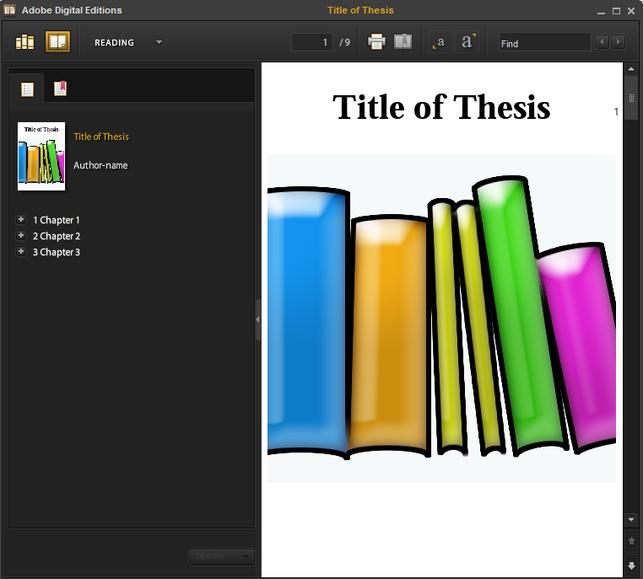 Adobe Digital Editions
Title of Thesis
READING
1 /9
a a
Find
Title of Thesis
Title of Thesis
Author-name
1 Chapter 1
2 Chapter 2
3 Chapter 3
Options
Title of Thesis
1